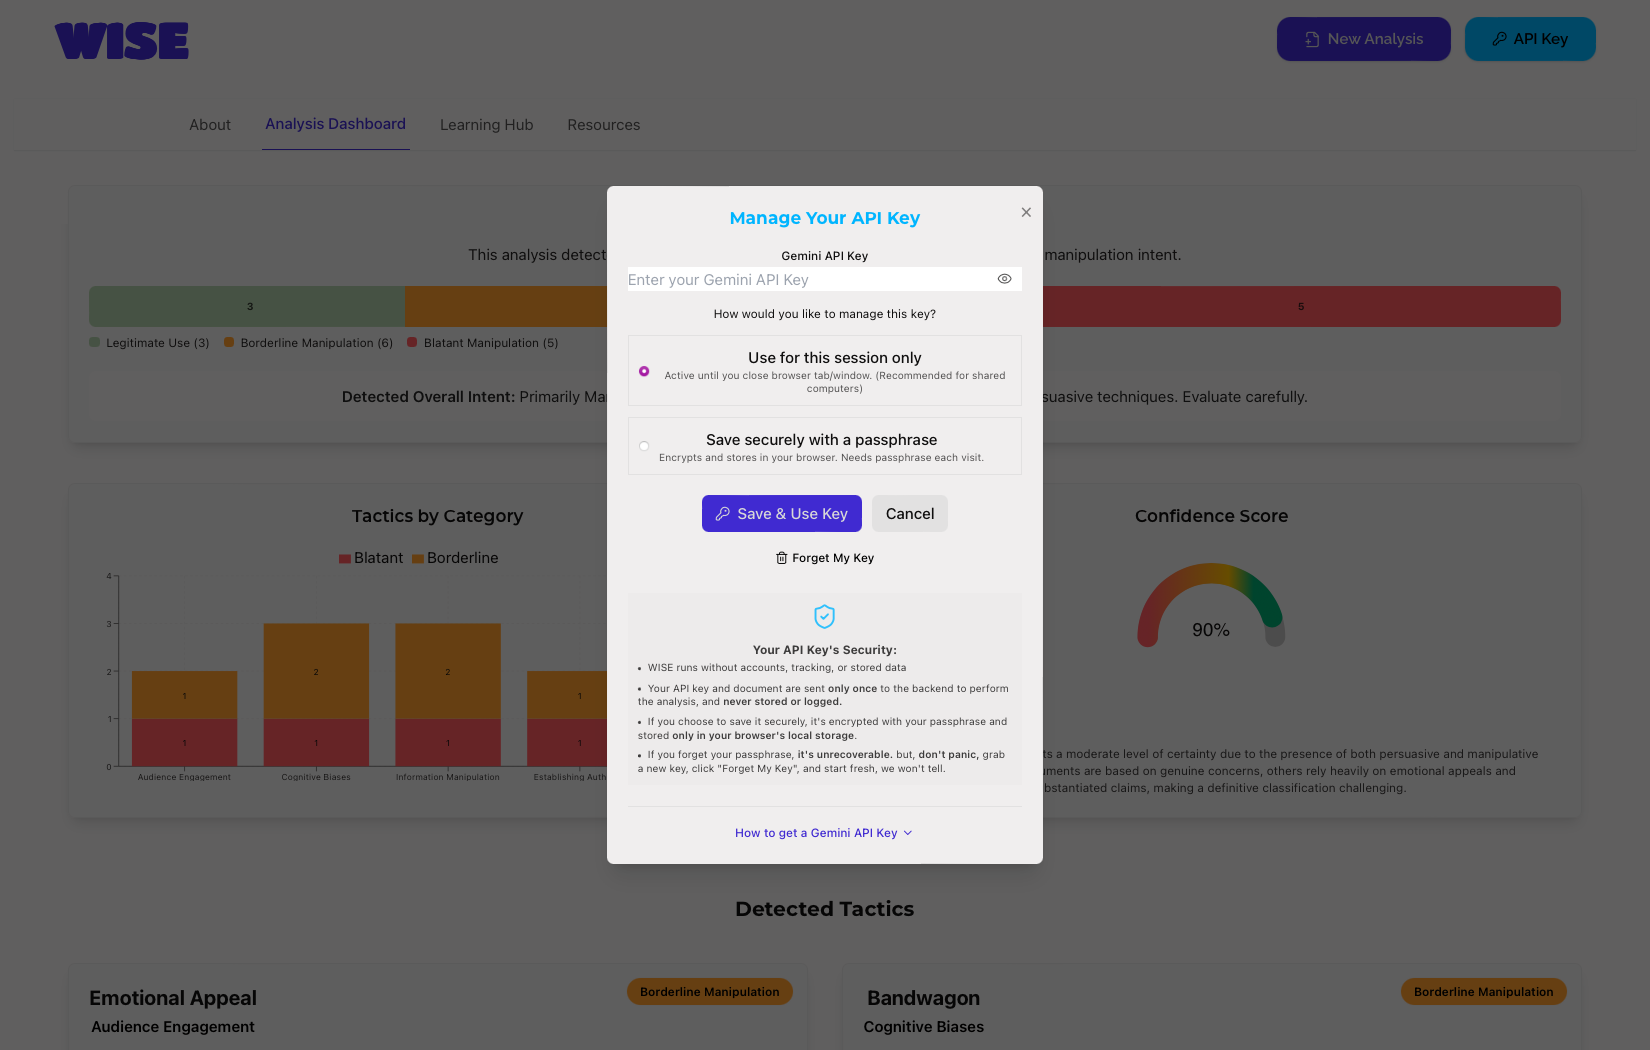 WISE
New Analysis
API Key
About
Analysis Dashboard
Learning Hub
Resources
This analysis detect
manipulation intent.
3
5
Legitimate Use (3)
Borderline Manipulation (6)
Blatant Manipulation (5)
Detected Overall Intent: Primarily Ma
uasive techniques. Evaluate carefully.
Manage Your API Key
Gemini API Key
Enter your Gemini API Key
How would you like to manage this key?
Use for this session only
Active until you close browser tab/window. (Recommended for shared
computers)
Save securely with a passphrase
Encrypts and stores in your browser. Needs passphrase each visit.
Save & Use Key
Cancel
Forget My Key
Your API Key's Security:
• WISE runs without accounts, tracking, or stored data
• Your API key and document are sent only once to the backend to perform
the analysis, and never stored or logged.
• If you choose to save it securely, it's encrypted with your passphrase and
stored only in your browser's local storage.
• If you forget your passphrase, it's unrecoverable. but, don't panic, grab
a new key, click "Forget My Key", and start fresh, we won't tell.
How to get a Gemini API Key
Tactics by Category
Blatant
Borderline
4
3
2
1
0
1
2
2
1
1
1
1
1
Audience Engagement
Cognitive Biases
Information Manipulation
Establishing Auth
Confidence Score
90%
ts a moderate level of certainty due to the presence of both persuasive and manipulative
uments are based on genuine concerns, others rely heavily on emotional appeals and
bstantiated claims, making a definitive classification challenging.
Detected Tactics
Emotional Appeal
Borderline Manipulation
Audience Engagement
Bandwagon
Borderline Manipulation
Cognitive Biases